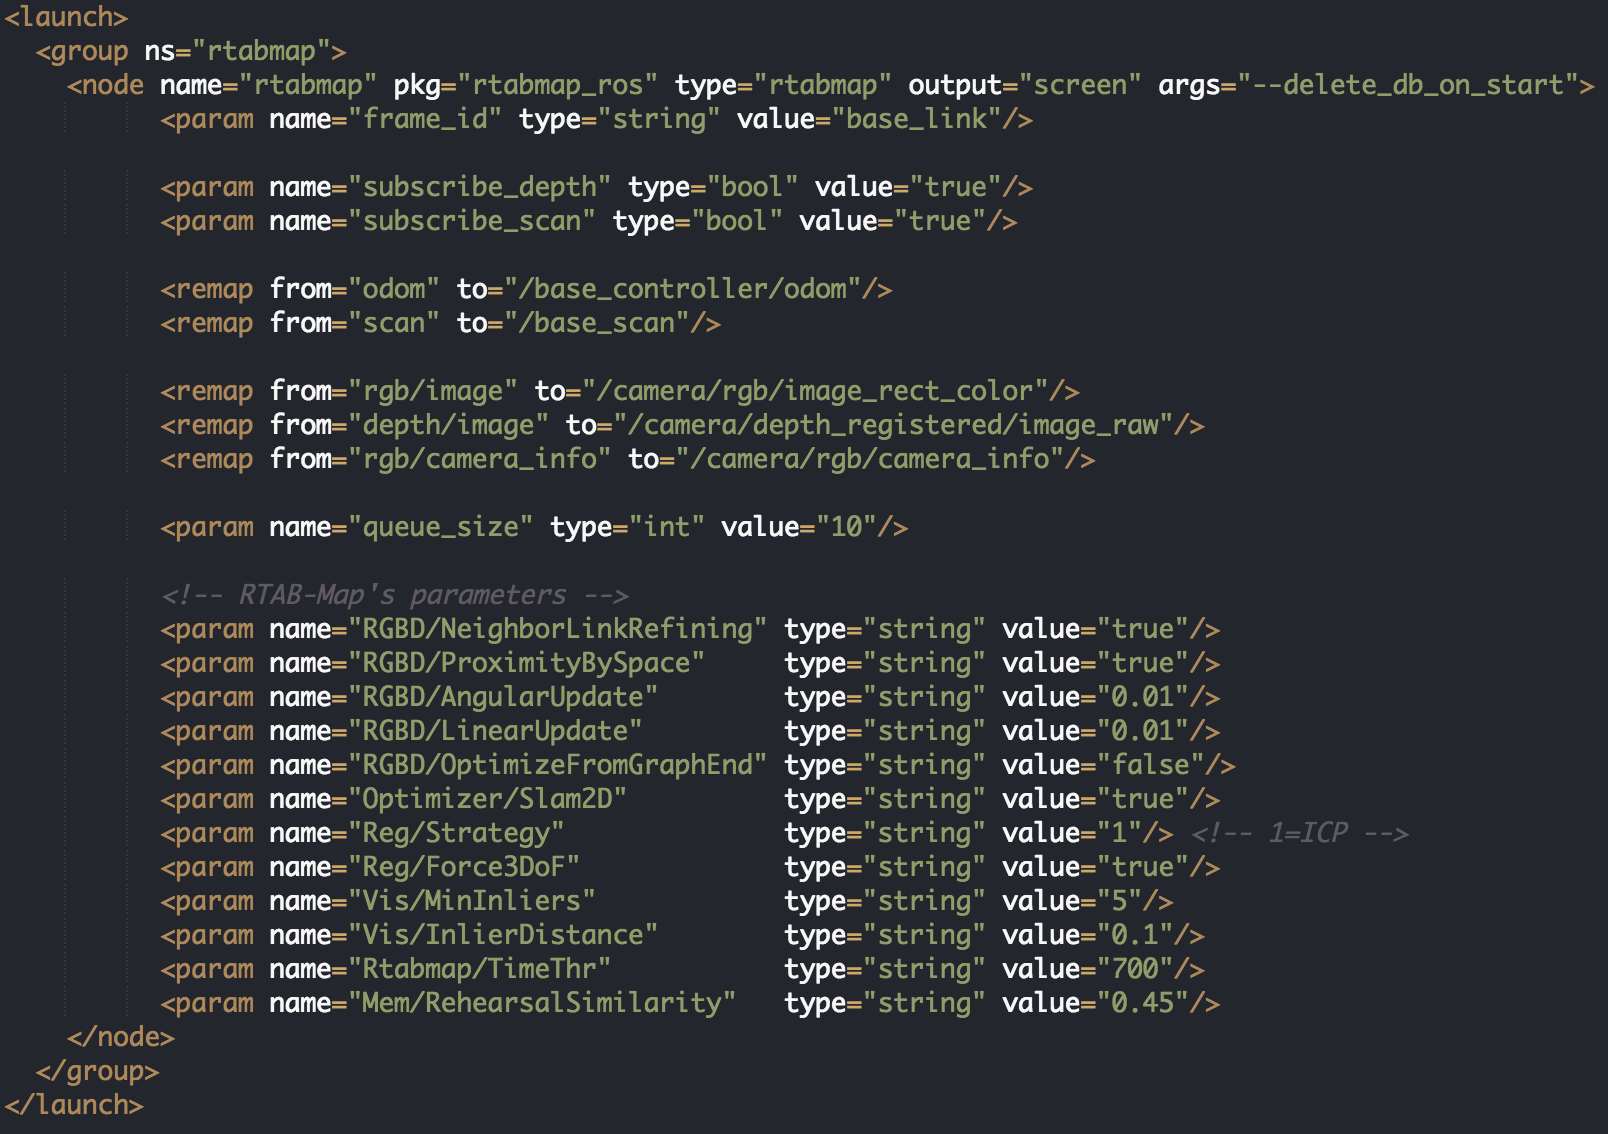 <launch>
  <group ns="rtabmap">
    <node name="rtabmap" pkg="rtabmap_ros" type="rtabmap" output="screen" args="--delete_db_on_start">
          <param name="frame_id" type="string" value="base_link"/>

          <param name="subscribe_depth" type="bool" value="true"/>
          <param name="subscribe_scan" type="bool" value="true"/>

          <remap from="odom" to="/base_controller/odom"/>
          <remap from="scan" to="/base_scan"/>

          <remap from="rgb/image" to="/camera/rgb/image_rect_color"/>
          <remap from="depth/image" to="/camera/depth_registered/image_raw"/>
          <remap from="rgb/camera_info" to="/camera/rgb/camera_info"/>

          <param name="queue_size" type="int" value="10"/>

          <!-- RTAB-Map's parameters -->
          <param name="RGBD/NeighborLinkRefining" type="string" value="true"/>
          <param name="RGBD/ProximityBySpace"     type="string" value="true"/>
          <param name="RGBD/AngularUpdate"        type="string" value="0.01"/>
          <param name="RGBD/LinearUpdate"         type="string" value="0.01"/>
          <param name="RGBD/OptimizeFromGraphEnd" type="string" value="false"/>
          <param name="Optimizer/Slam2D"          type="string" value="true"/>
          <param name="Reg/Strategy"              type="string" value="1"/> <!-- 1=ICP -->
          <param name="Reg/Force3DoF"             type="string" value="true"/>
          <param name="Vis/MinInliers"            type="string" value="5"/>
          <param name="Vis/InlierDistance"        type="string" value="0.1"/>
          <param name="Rtabmap/TimeThr"           type="string" value="700"/>
          <param name="Mem/RehearsalSimilarity"   type="string" value="0.45"/>
    </node>
  </group>
</launch>